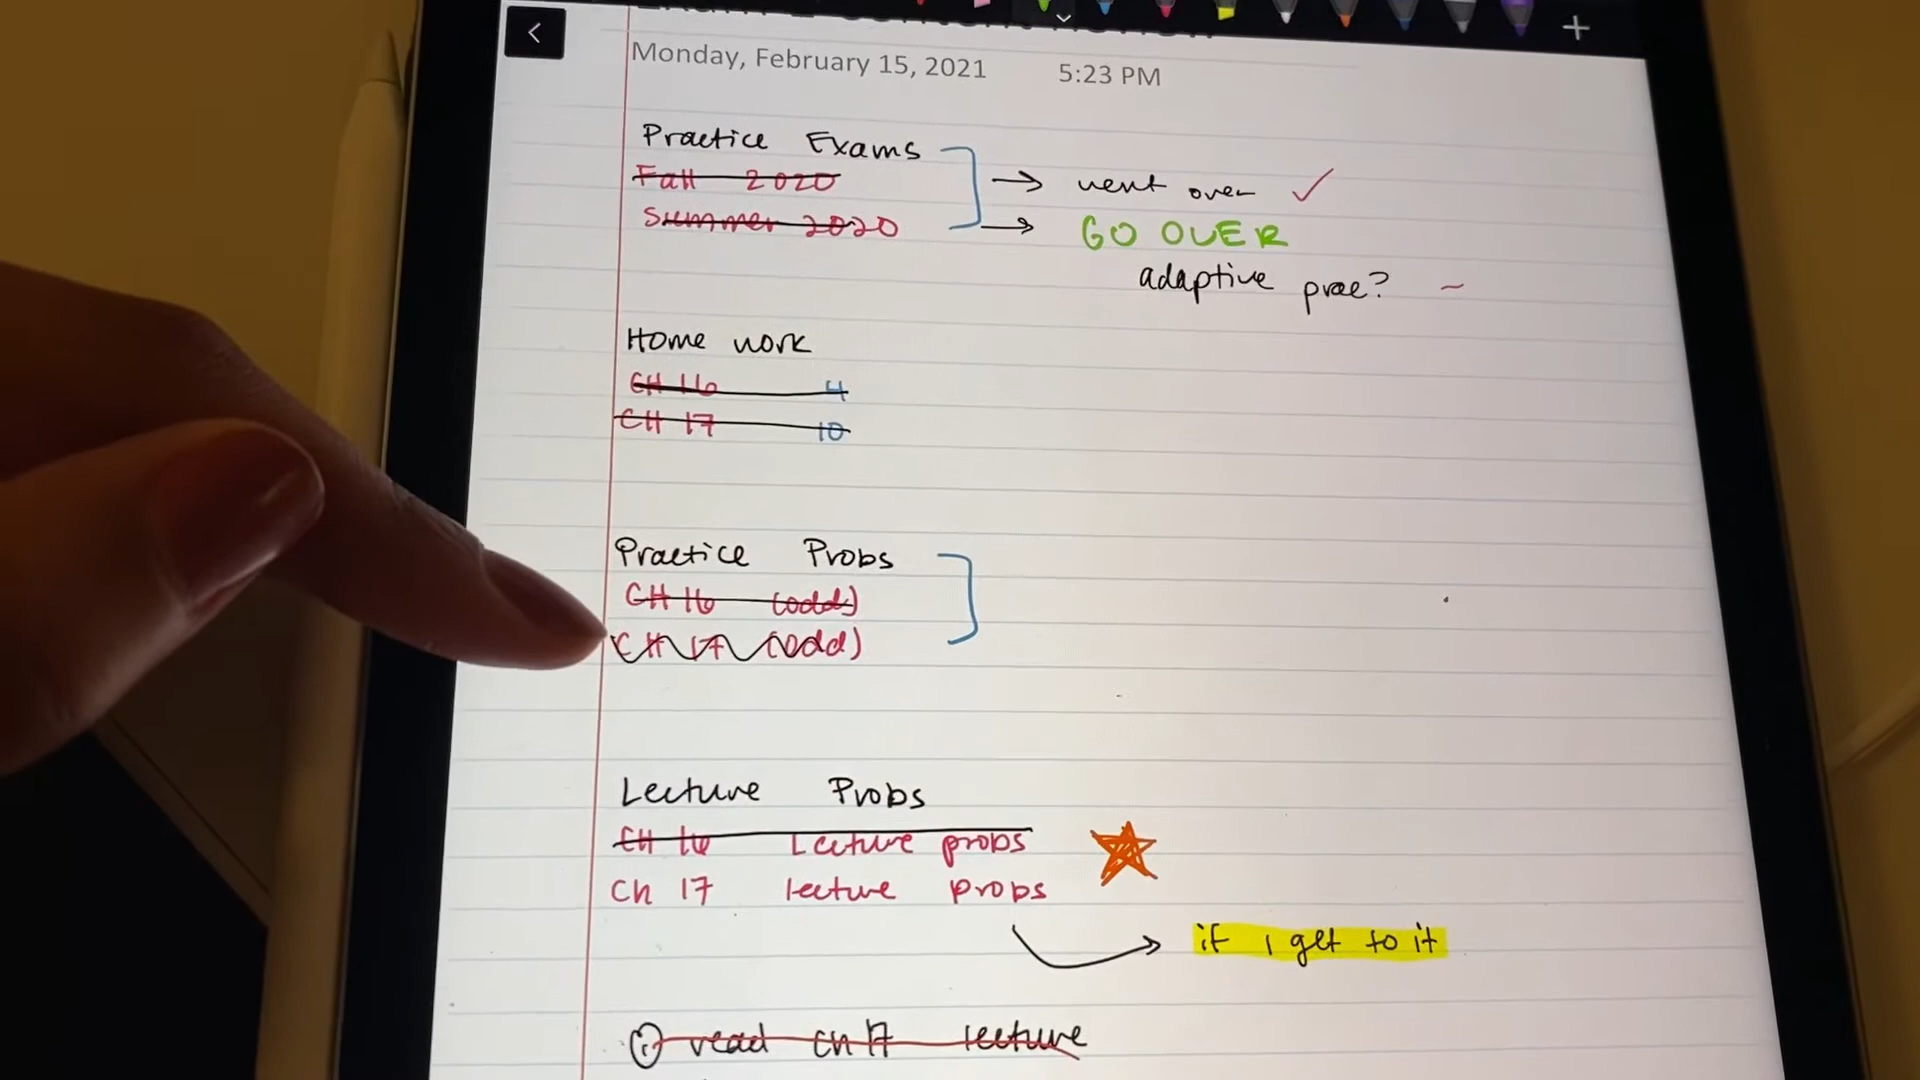 Monday, February 15, 2021 5:23 PM
Practice Exams
Fall 2020 → went over ✓
Summer 2020 → GO OVER
adaptive prac? ~
Home work
CH 16 4
CH 17 10
Practice Probs
CH 16 (odd)
CH 17 (odd)
Lecture Probs
CH 16 Lecture probs
Ch 17 lecture probs
if i get to it
① read ch 17 lecture